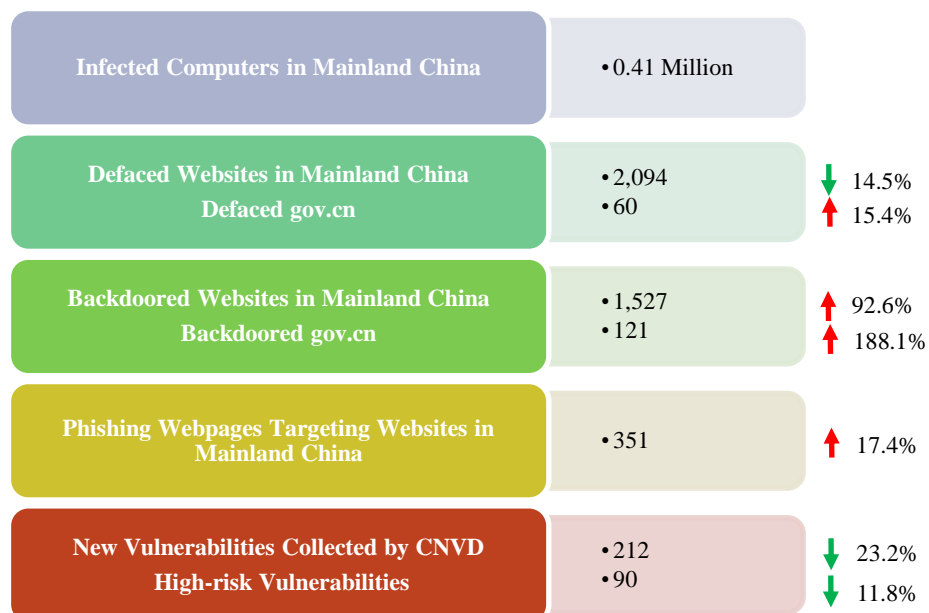 Infected Computers in Mainland China
•0.41 Million
Defaced Websites in Mainland China
Defaced gov.cn
•2,094
•60
14.5%
15.4%
Backdoored Websites in Mainland China
Backdoored gov.cn
•1,527
•121
92.6%
188.1%
Phishing Webpages Targeting Websites in
Mainland China
•351
17.4%
New Vulnerabilities Collected by CNVD
High-risk Vulnerabilities
•212
•90
23.2%
11.8%